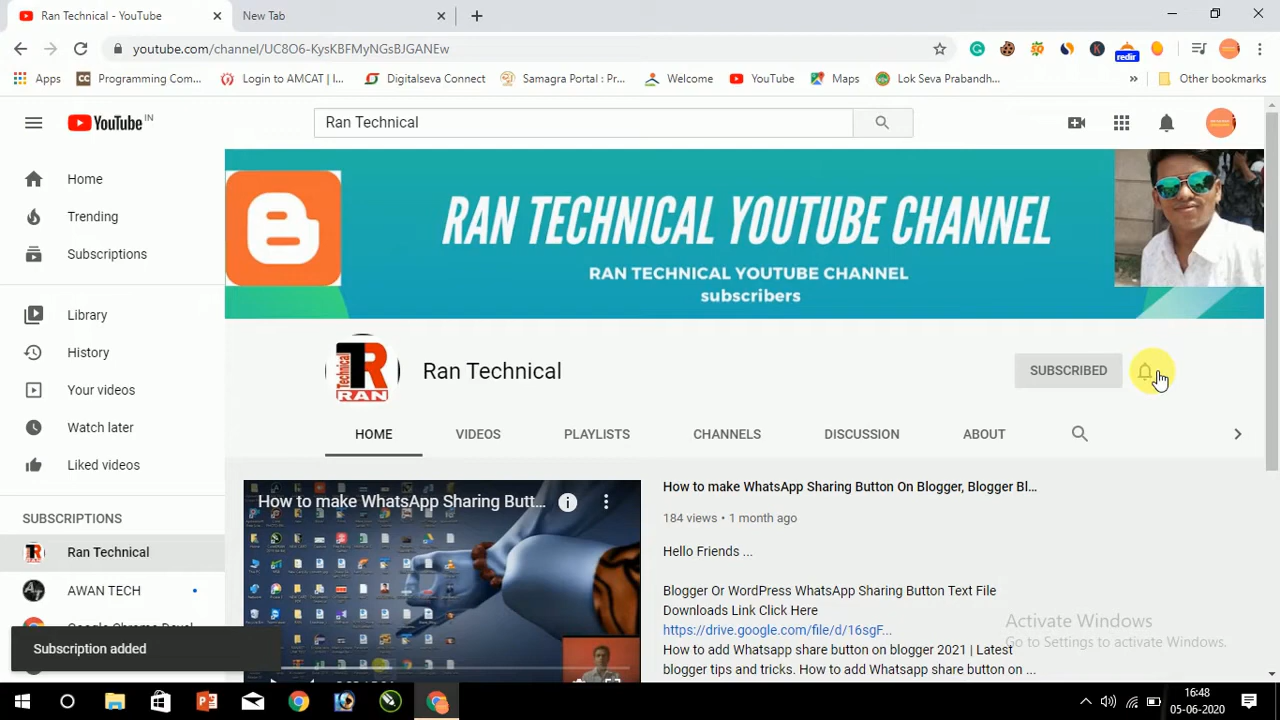 Ran Technical - YouTube
New Tab
youtube.com/channel/UC8O6-KysKBFMyNGsBJGANEw
redir
Apps
Programming Com...
Login to AMCAT | I...
Digitalseva Connect
Samagra Portal : Pr...
Welcome
YouTube
Maps
Lok Seva Prabandh...
Other bookmarks
YouTube IN
Ran Technical
Home
Trending
Subscriptions
Library
History
Your videos
Watch later
Liked videos
SUBSCRIPTIONS
Ran Technical
AWAN TECH
Subscription added
RAN TECHNICAL YOUTUBE CHANNEL
RAN TECHNICAL YOUTUBE CHANNEL
subscribers
Technical
TR
RAN
Ran Technical
SUBSCRIBED
HOME
VIDEOS
PLAYLISTS
CHANNELS
DISCUSSION
ABOUT
How to make WhatsApp Sharing Butt...
How to make WhatsApp Sharing Button On Blogger, Blogger Bl...
184 views • 1 month ago
Hello Friends ...
Blogger Or WordPress WhatsApp Sharing Button Text File
Downloads Link Click Here
https://drive.google.com/file/d/16sgF...
How to add Whatsapp share button on blogger 2021 | Latest
blogger tips and tricks. How to add Whatsapp share button on ...
Activate Windows
Go to Settings to activate Windows.
16:48
05-06-2020